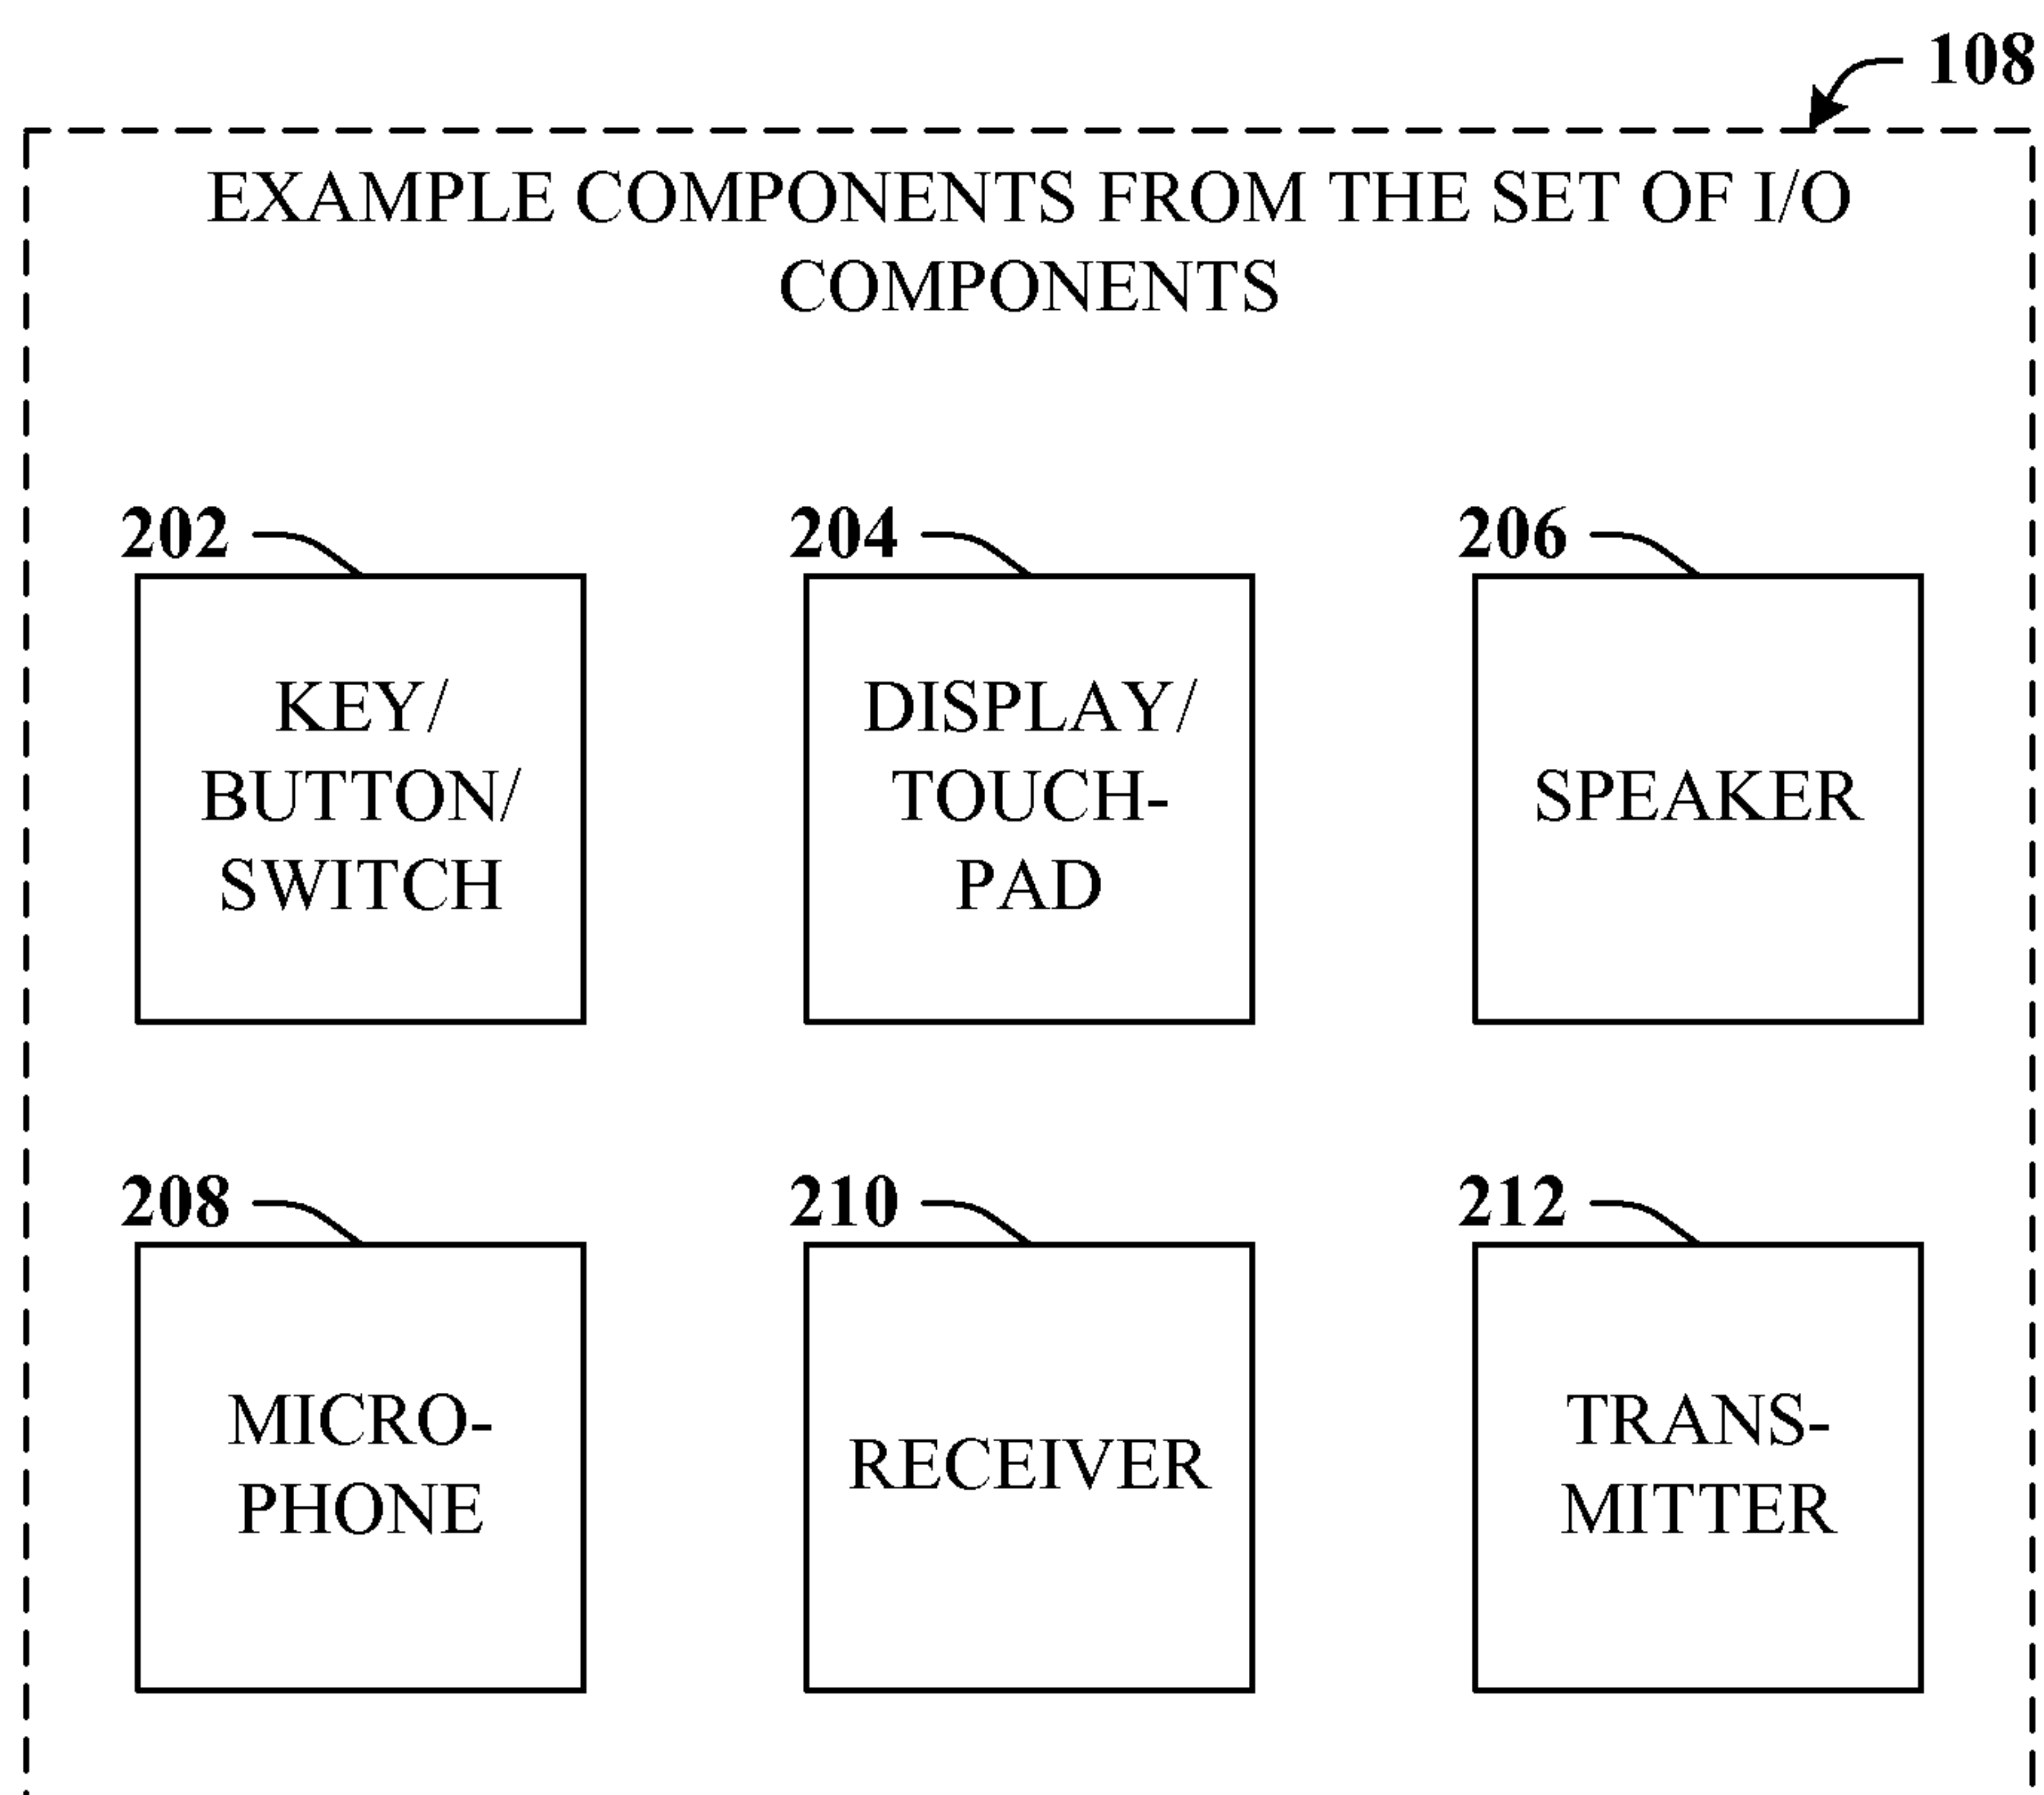 108
EXAMPLE COMPONENTS FROM THE SET OF I/O
COMPONENTS
202
KEY/
BUTTON/
SWITCH
204
DISPLAY/
TOUCH-
PAD
206
SPEAKER
208
MICRO-
PHONE
210
RECEIVER
212
TRANS-
MITTER